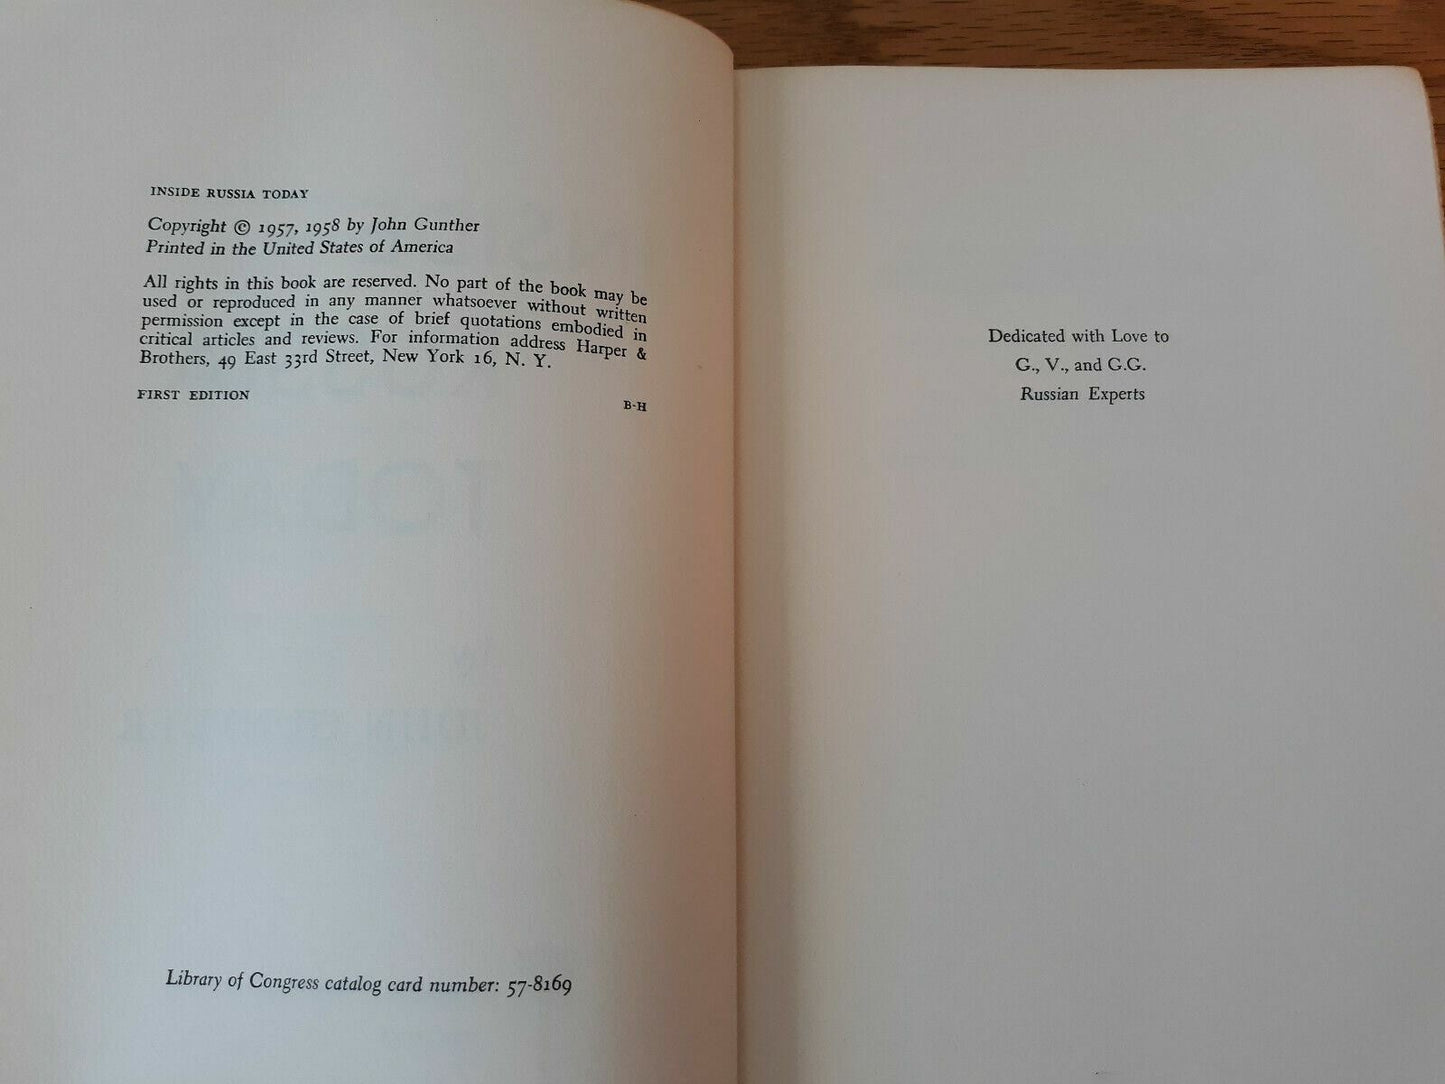 INSIDE RUSSIA TODAY
Copyright © 1957, 1958 by John Gunther
Printed in the United States of America
All rights in this book are reserved. No part of the book may be
used or reproduced in any manner whatsoever without written
permission except in the case of brief quotations embodied in
critical articles and reviews. For information address Harper &
Brothers, 49 East 33rd Street, New York 16, N. Y.
FIRST EDITION
B-H
Library of Congress catalog card number: 57-8169
Dedicated with Love to
G., V., and G.G.
Russian Experts